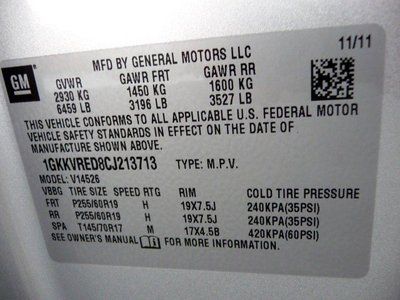 MFD BY GENERAL MOTORS LLC
11/11
GM
GVWR GAWR FRT GAWR RR
2930 KG 1450 KG 1600 KG
6459 LB 3196 LB 3527 LB
THIS VEHICLE CONFORMS TO ALL APPLICABLE U.S. FEDERAL MOTOR
VEHICLE SAFETY STANDARDS IN EFFECT ON THE DATE OF
MANUFACTURE SHOWN ABOVE.
1GKKVRED8CJ213713 TYPE: M.P.V.
MODEL: V14526
VBBG TIRE SIZE SPEED RTG RIM COLD TIRE PRESSURE
FRT P255/60R19 H 19X7.5J 240KPA(35PSI)
RR P255/60R19 H 19X7.5J 240KPA(35PSI)
SPA T145/70R17 M 17X4.5B 420KPA(60PSI)
SEE OWNER'S MANUAL FOR MORE INFORMATION.